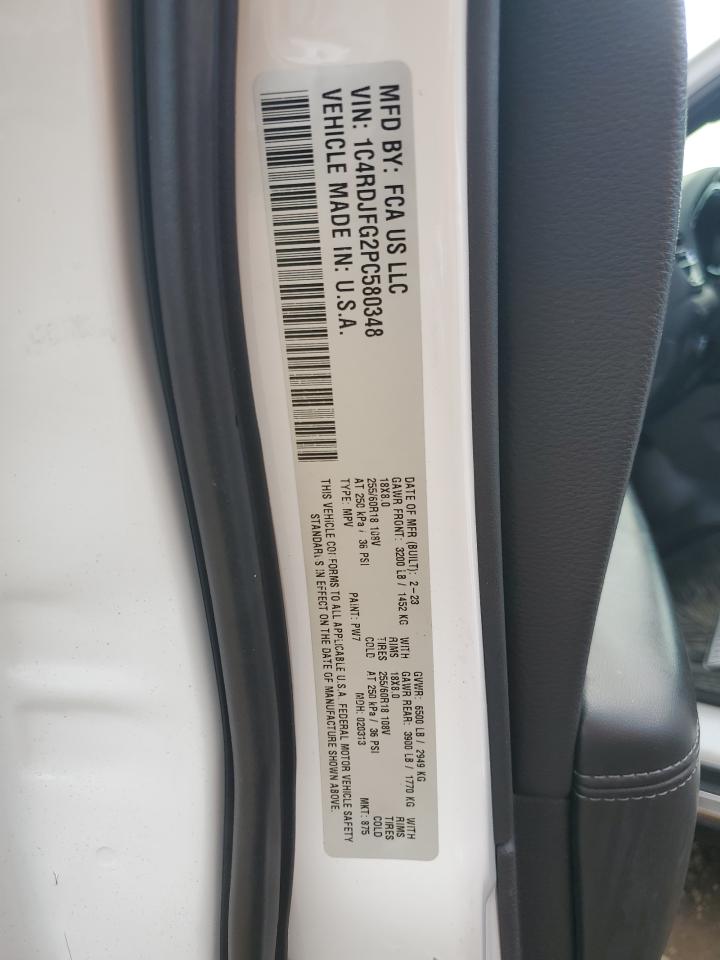 MFD BY: FCA US LLC
VIN: 1C4RDJFG2PC580348
VEHICLE MADE IN: U.S.A.
DATE OF MFR (BUILT): 2-23 GVWR: 6500 LB / 2949 KG
GAWR FRONT: 3200 LB / 1452 KG WITH GAWR REAR: 3900 LB / 1770 KG WITH
18X8.0 RIMS 18X8.0 RIMS
255/60R18 108V TIRES 255/60R18 108V TIRES
AT 250 kPa / 36 PSI COLD AT 250 kPa / 36 PSI COLD
TYPE: MPV PAINT: PW7 MDH: 020313 MKT: 875
THIS VEHICLE CONFORMS TO ALL APPLICABLE U.S.A. FEDERAL MOTOR VEHICLE SAFETY
STANDARDS IN EFFECT ON THE DATE OF MANUFACTURE SHOWN ABOVE.